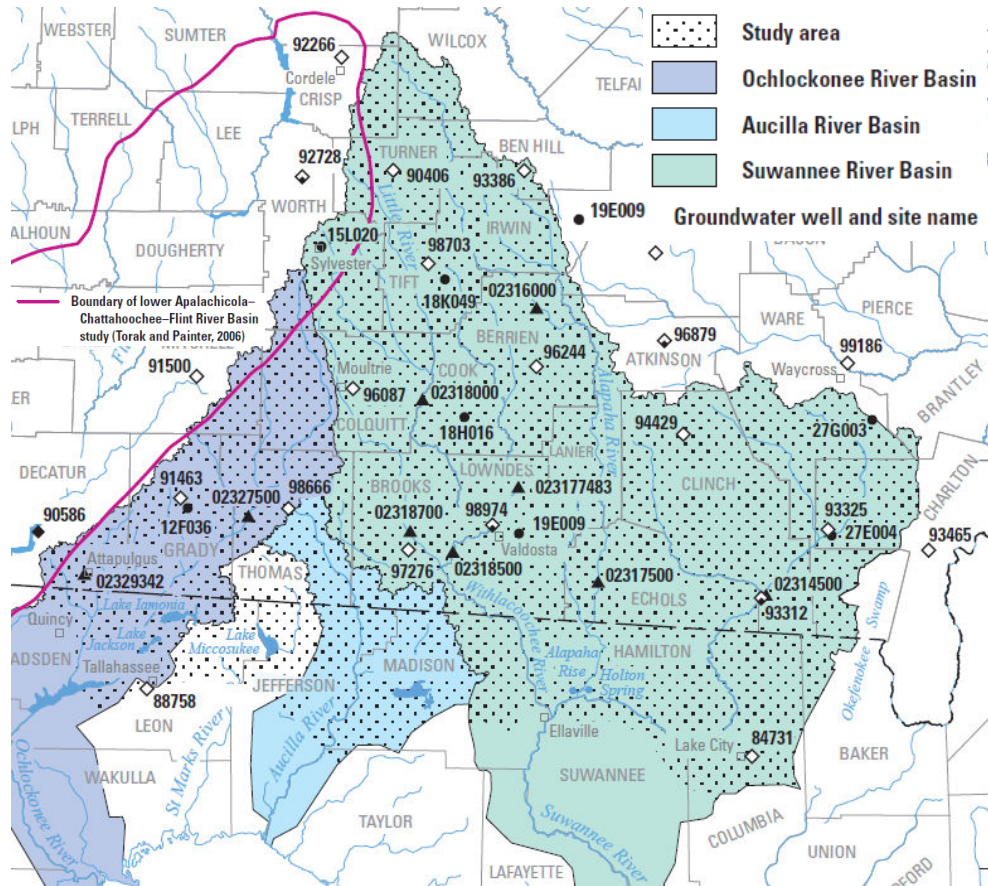 WEBSTER
SUMTER
92266
Cordele
CRISP
WILCOX
TELFAI
Study area
Ochlockonee River Basin
Aucilla River Basin
Suwannee River Basin
Groundwater well and site name
19E009
LPH
TERRELL
LEE
92728
WORTH
TURNER
90406
BEN HILL
93386
ALHOUN
DOUGHERTY
15L020
Sylvester
Little River
98703
IRWIN
TIFT
18K049
02316000
Boundary of lower Apalachicola–
Chattahoochee–Flint River Basin
study (Torak and Painter, 2006)
BERRIEN
PIERCE
WARE
96879
ATKINSON
99186
Waycross
BRANTLEY
91500
Moultrie
96087
COOK
02318000
96244
Alapaha River
COLQUITT
18H016
94429
27G003
ER
DECATUR
LANIER
CLINCH
CHARLTON
91463
02327500
98666
BROOKS
LOWNDES
023177483
90586
12F036
02318700
98974
19E009
93325
27E004
93465
Attapulgus
GRADY
Valdosta
02329342
THOMAS
97276
02318500
02317500
02314500
ECHOLS
93312
Lake Iamonia
Quincy
Lake
Jackson
Lake
Miccosukee
Withlacoochee River
HAMILTON
Okefenokee Swamp
ADSDEN
Tallahassee
MADISON
Alapaha
Rise
Holton
Spring
88758
JEFFERSON
LEON
Ellaville
Lake City
84731
BAKER
WAKULLA
St Marks River
Aucilla River
SUWANNEE
Ochlockonee River
TAYLOR
Suwannee River
COLUMBIA
UNION
LAFAYETTE
DFORD